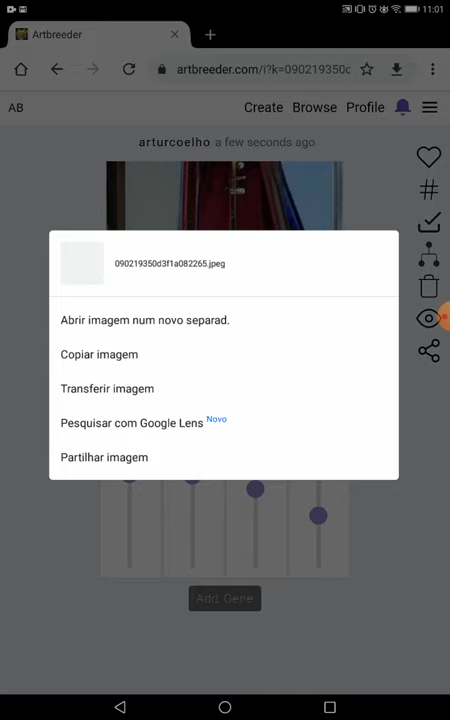 11:01
Artbreeder
artbreeder.com/i?k=090219350c
AB Create Browse Profile
arturcoelho a few seconds ago
090219350d3f1a082265.jpeg
Abrir imagem num novo separad.
Copiar imagem
Transferir imagem
Pesquisar com Google Lens Novo
Partilhar imagem
Add Gene